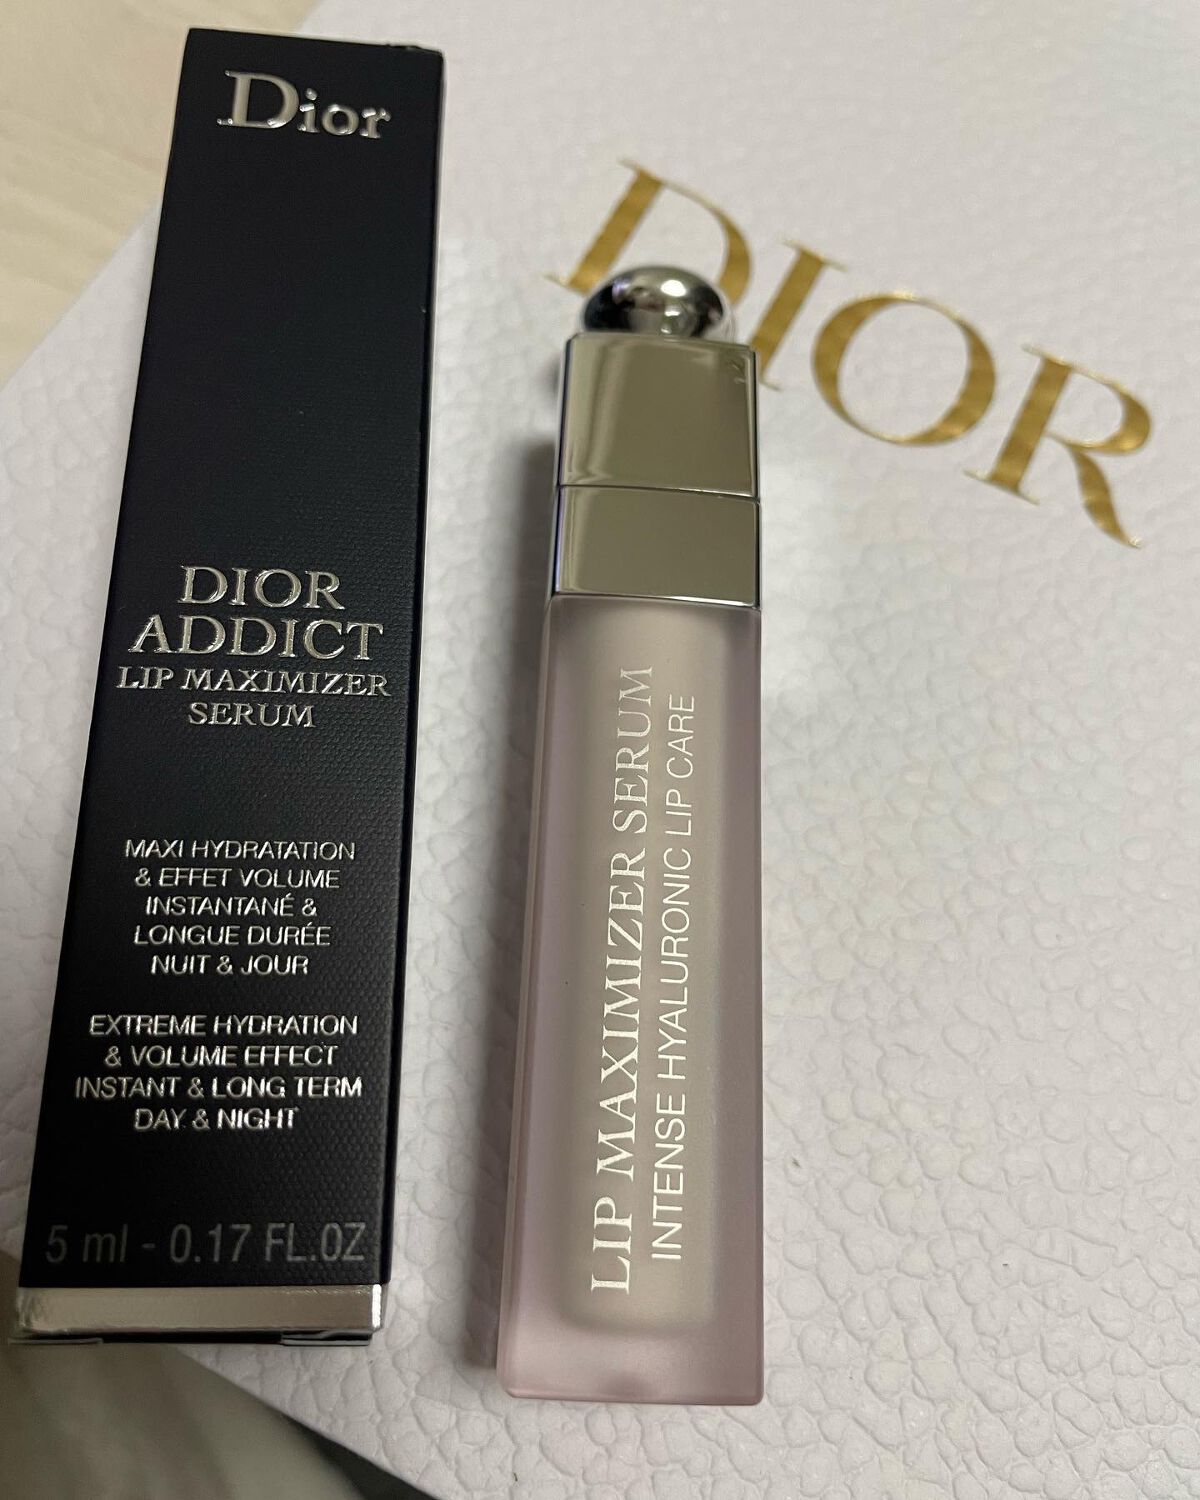 Dior
DIOR
ADDICT
LIP MAXIMIZER
SERUM
MAXI HYDRATATION
& EFFET VOLUME
INSTANTANÉ &
LONGUE DURÉE
NUIT & JOUR
EXTREME HYDRATION
& VOLUME EFFECT
INSTANT & LONG TERM
DAY & NIGHT
5 ml - 0.17 FL.OZ
LIP MAXIMIZER SERUM
INTENSE HYALURONIC LIP CARE
DIOR